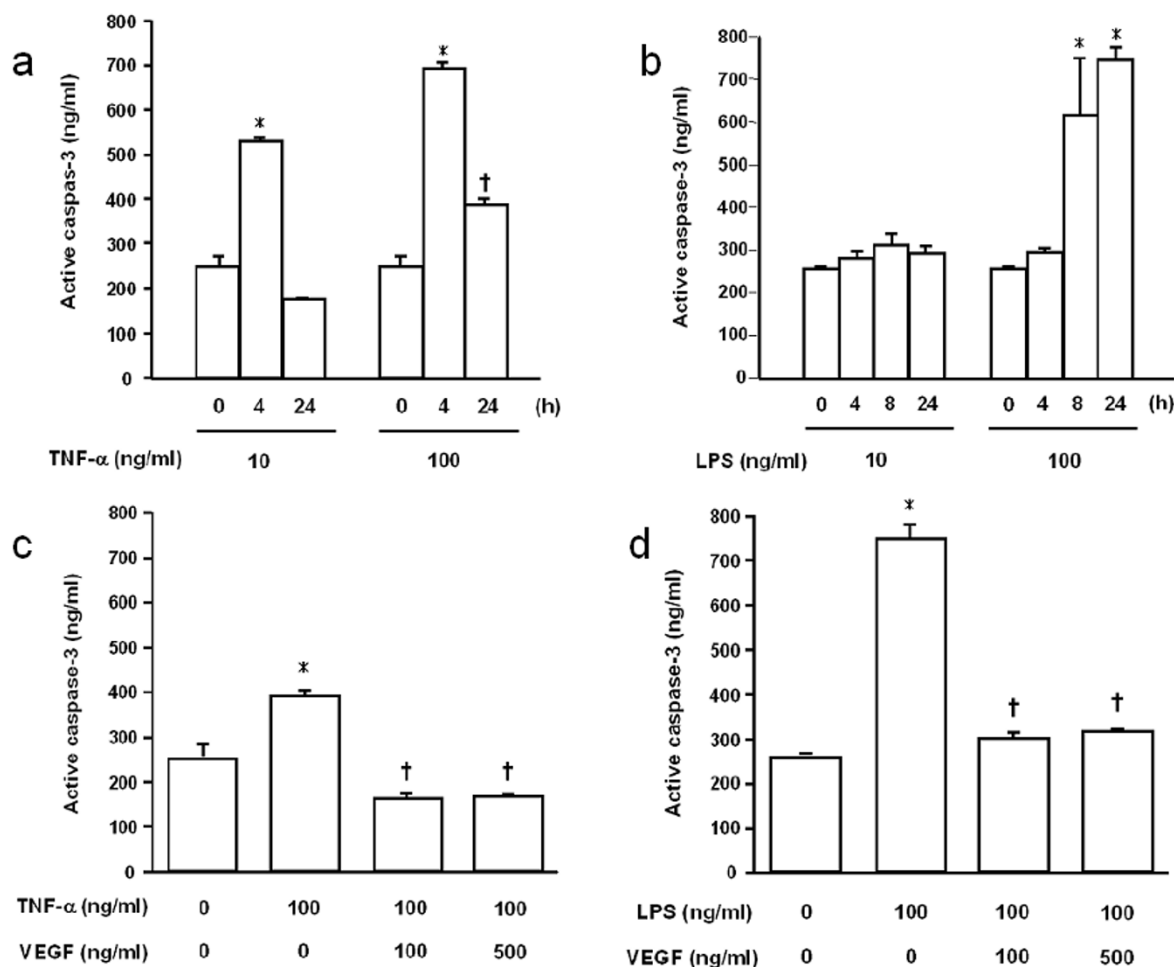 a
Active caspas-3 (ng/ml)
800
700
600
500
400
300
200
100
0
*
*
†
0 4 24 0 4 24 (h)
TNF-α (ng/ml) 10 100
b
Active caspase-3 (ng/ml)
800
700
600
500
400
300
200
100
0
* *
0 4 8 24 0 4 8 24 (h)
LPS (ng/ml) 10 100
c
Active caspase-3 (ng/ml)
800
700
600
500
400
300
200
100
0
*
† †
TNF-α (ng/ml) 0 100 100 100
VEGF (ng/ml) 0 0 100 500
d
Active caspase-3 (ng/ml)
800
700
600
500
400
300
200
100
0
*
† †
LPS (ng/ml) 0 100 100 100
VEGF (ng/ml) 0 0 100 500